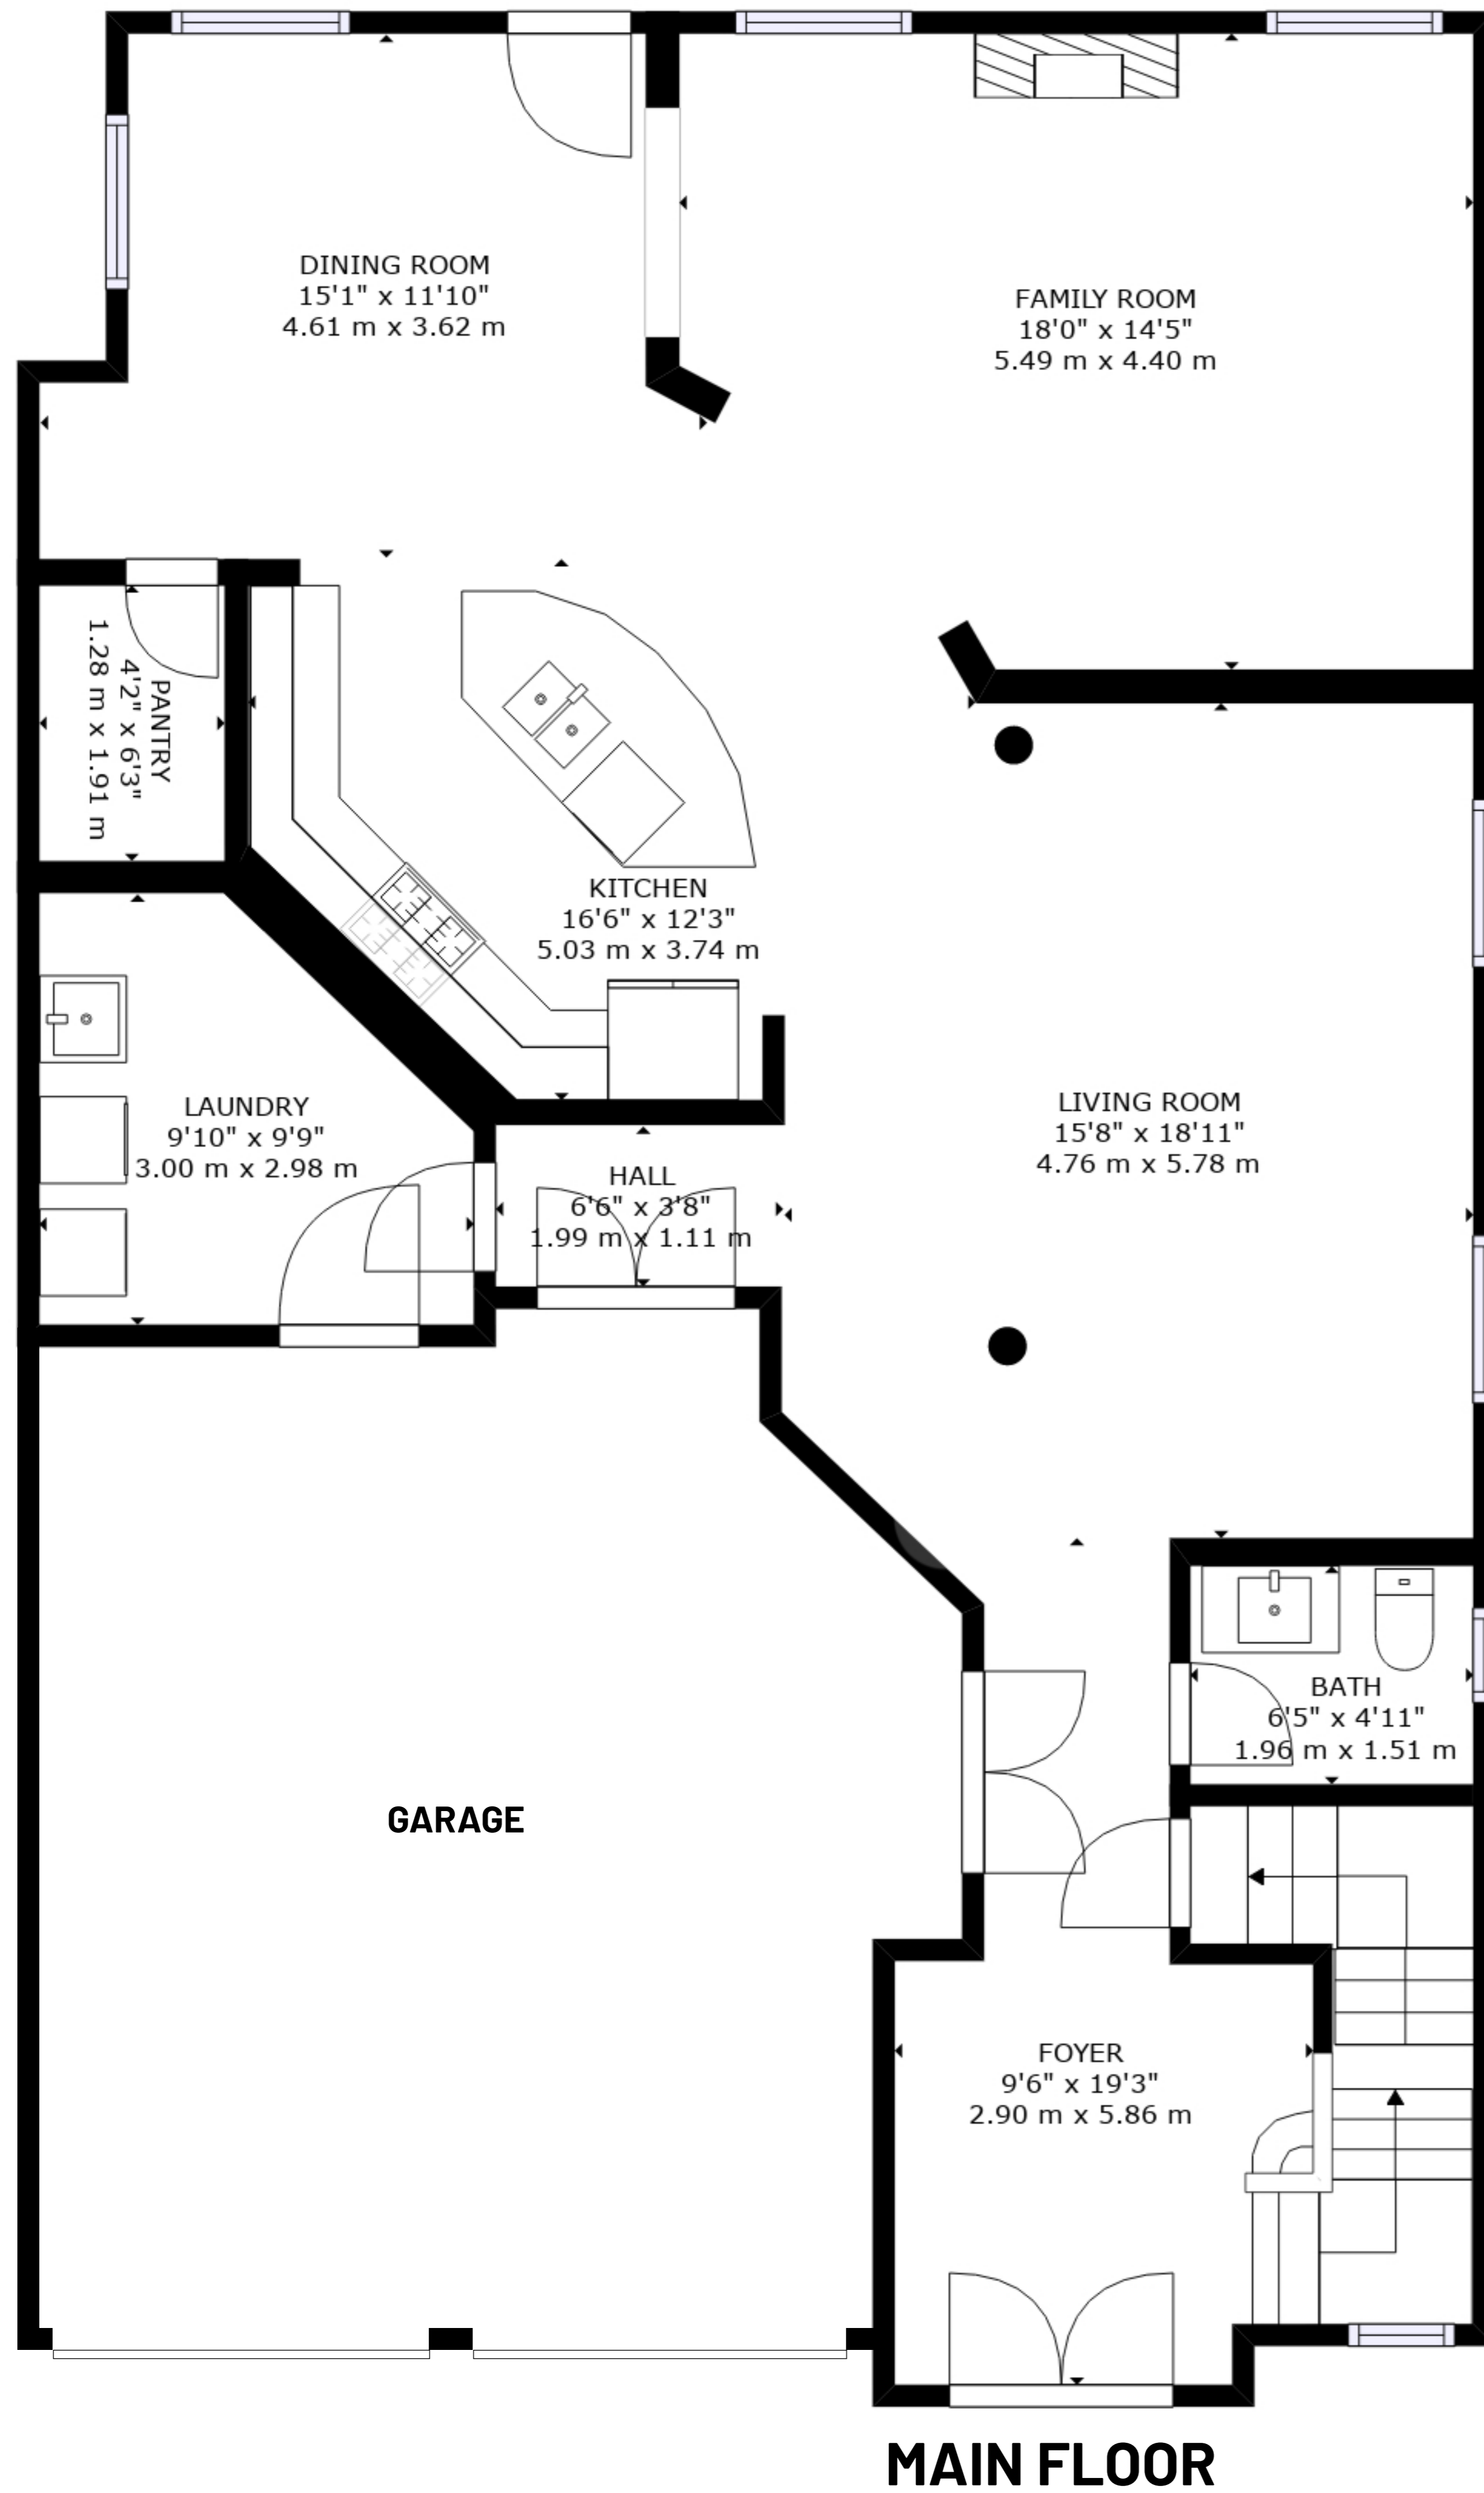 DINING ROOM
15'1" x 11'10"
4.61 m x 3.62 m
FAMILY ROOM
18'0" x 14'5"
5.49 m x 4.40 m
PANTRY
4'2" x 6'3"
1.28 m x 1.91 m
KITCHEN
16'6" x 12'3"
5.03 m x 3.74 m
LAUNDRY
9'10" x 9'9"
3.00 m x 2.98 m
HALL
6'6" x 3'8"
1.99 m x 1.11 m
LIVING ROOM
15'8" x 18'11"
4.76 m x 5.78 m
BATH
6'5" x 4'11"
1.96 m x 1.51 m
GARAGE
FOYER
9'6" x 19'3"
2.90 m x 5.86 m
MAIN FLOOR